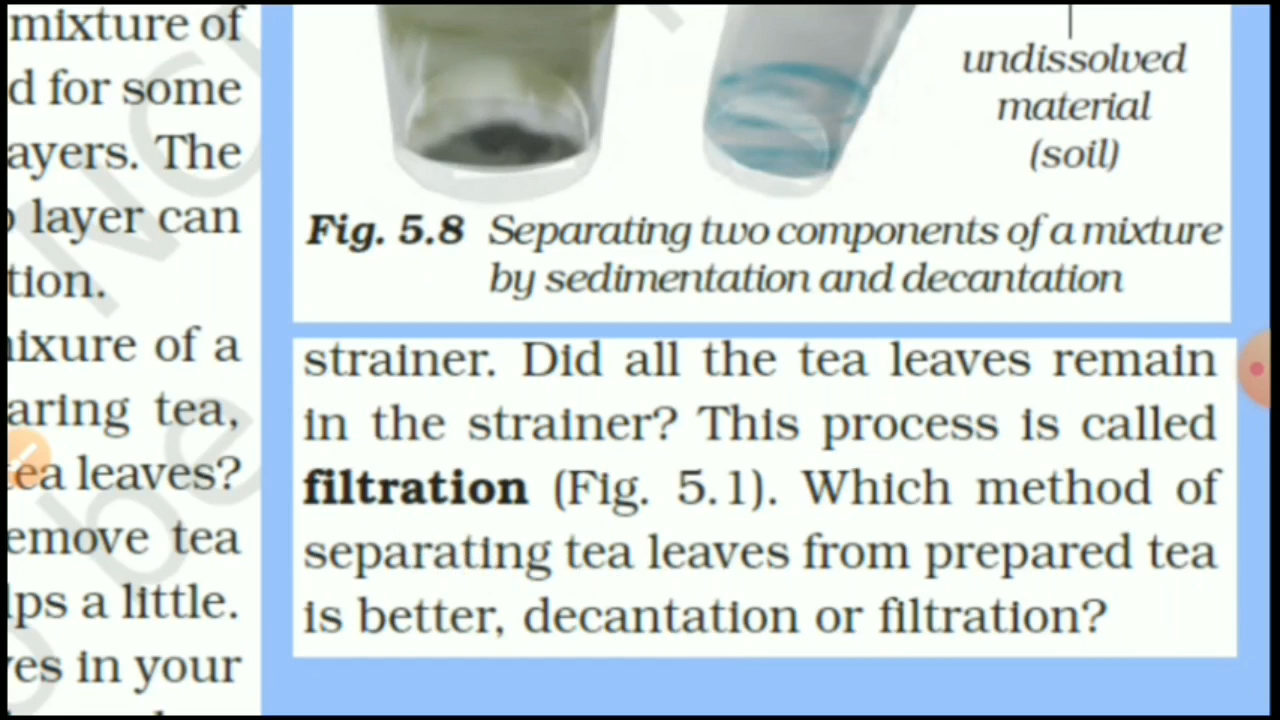 mixture of
d for some
ayers. The
layer can
tion.
ixure of a
aring tea,
tea leaves?
emove tea
lps a little.
es in your
undissolved
material
(soil)
Fig. 5.8 Separating two components of a mixture
by sedimentation and decantation
strainer. Did all the tea leaves remain
in the strainer? This process is called
filtration (Fig. 5.1). Which method of
separating tea leaves from prepared tea
is better, decantation or filtration?
be